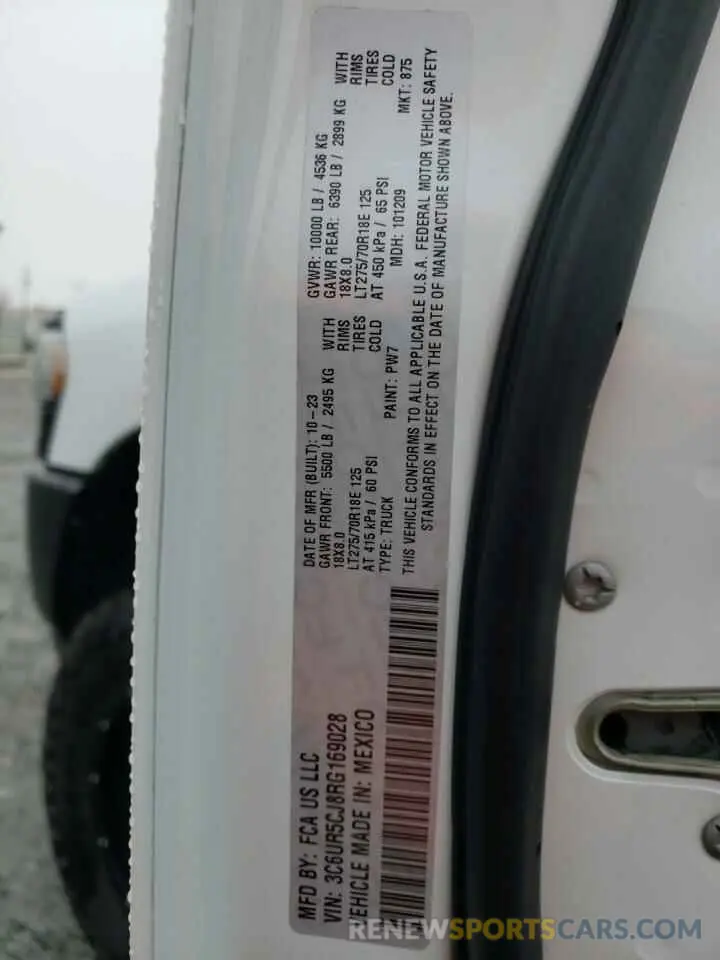 MFD BY: FCA US LLC
VIN: 3C6UR5CJ8RG169028
VEHICLE MADE IN: MEXICO
DATE OF MFR (BUILT): 10-23
GAWR FRONT: 5500 LB / 2495 KG WITH
18X8.0 RIMS
LT275/70R18E 125 TIRES
AT 415 kPa / 60 PSI COLD
TYPE: TRUCK PAINT: PW7
GVWR: 10000 LB / 4536 KG
GAWR REAR: 6390 LB / 2899 KG WITH
18X8.0 RIMS
LT275/70R18E 125 TIRES
AT 450 kPa / 65 PSI COLD
MDH: 101209 MKT: 875
THIS VEHICLE CONFORMS TO ALL APPLICABLE U.S.A. FEDERAL MOTOR VEHICLE SAFETY
STANDARDS IN EFFECT ON THE DATE OF MANUFACTURE SHOWN ABOVE.
RENEWSPORTSCARS.COM